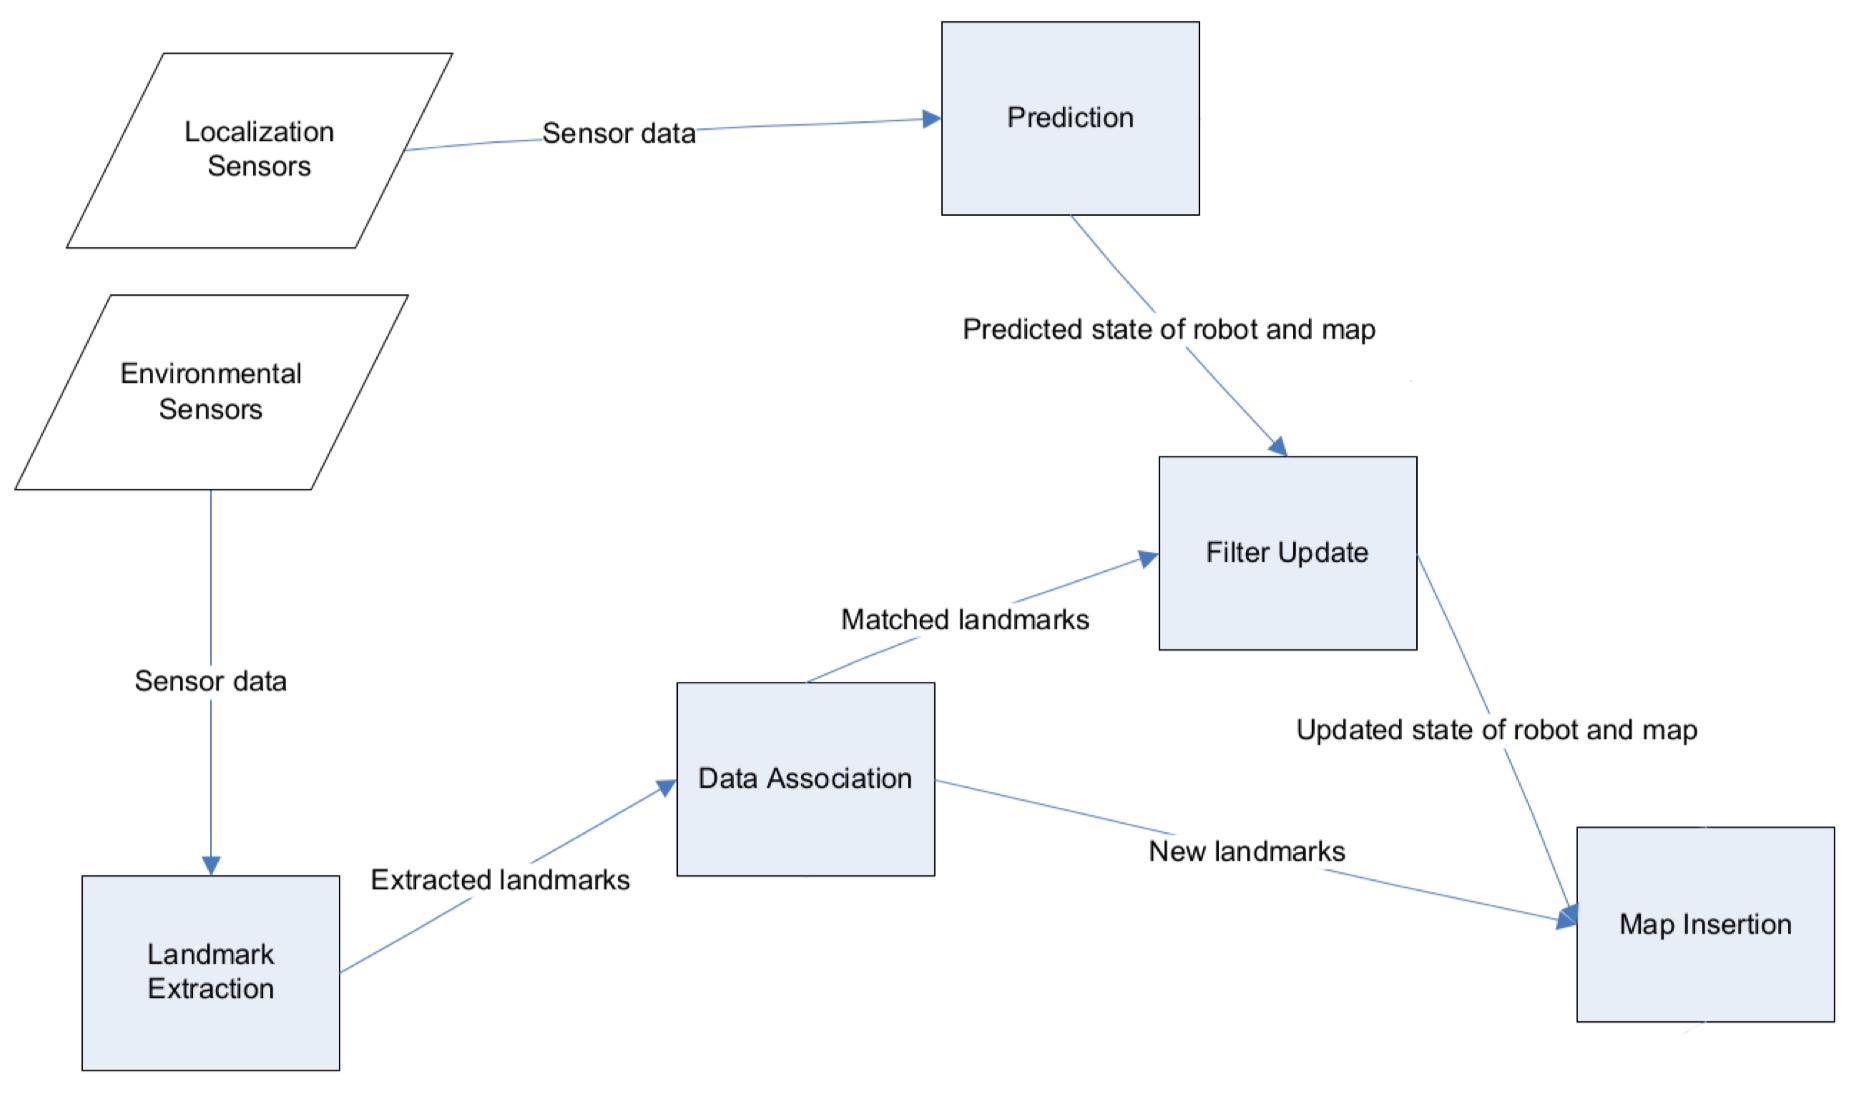 Localization
Sensors
Sensor data
Prediction
Predicted state of robot and map
Environmental
Sensors
Sensor data
Filter Update
Matched landmarks
Updated state of robot and map
Data Association
New landmarks
Extracted landmarks
Map Insertion
Landmark
Extraction